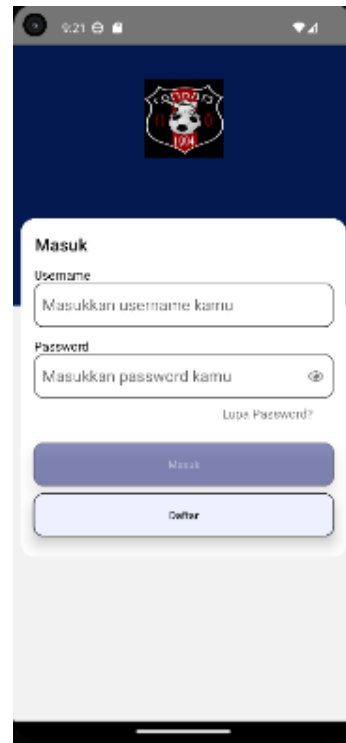 9:21
1994
Masuk
Username
Masukkan username kamu
Password
Masukkan password kamu
Lupa Password?
Masuk
Daftar